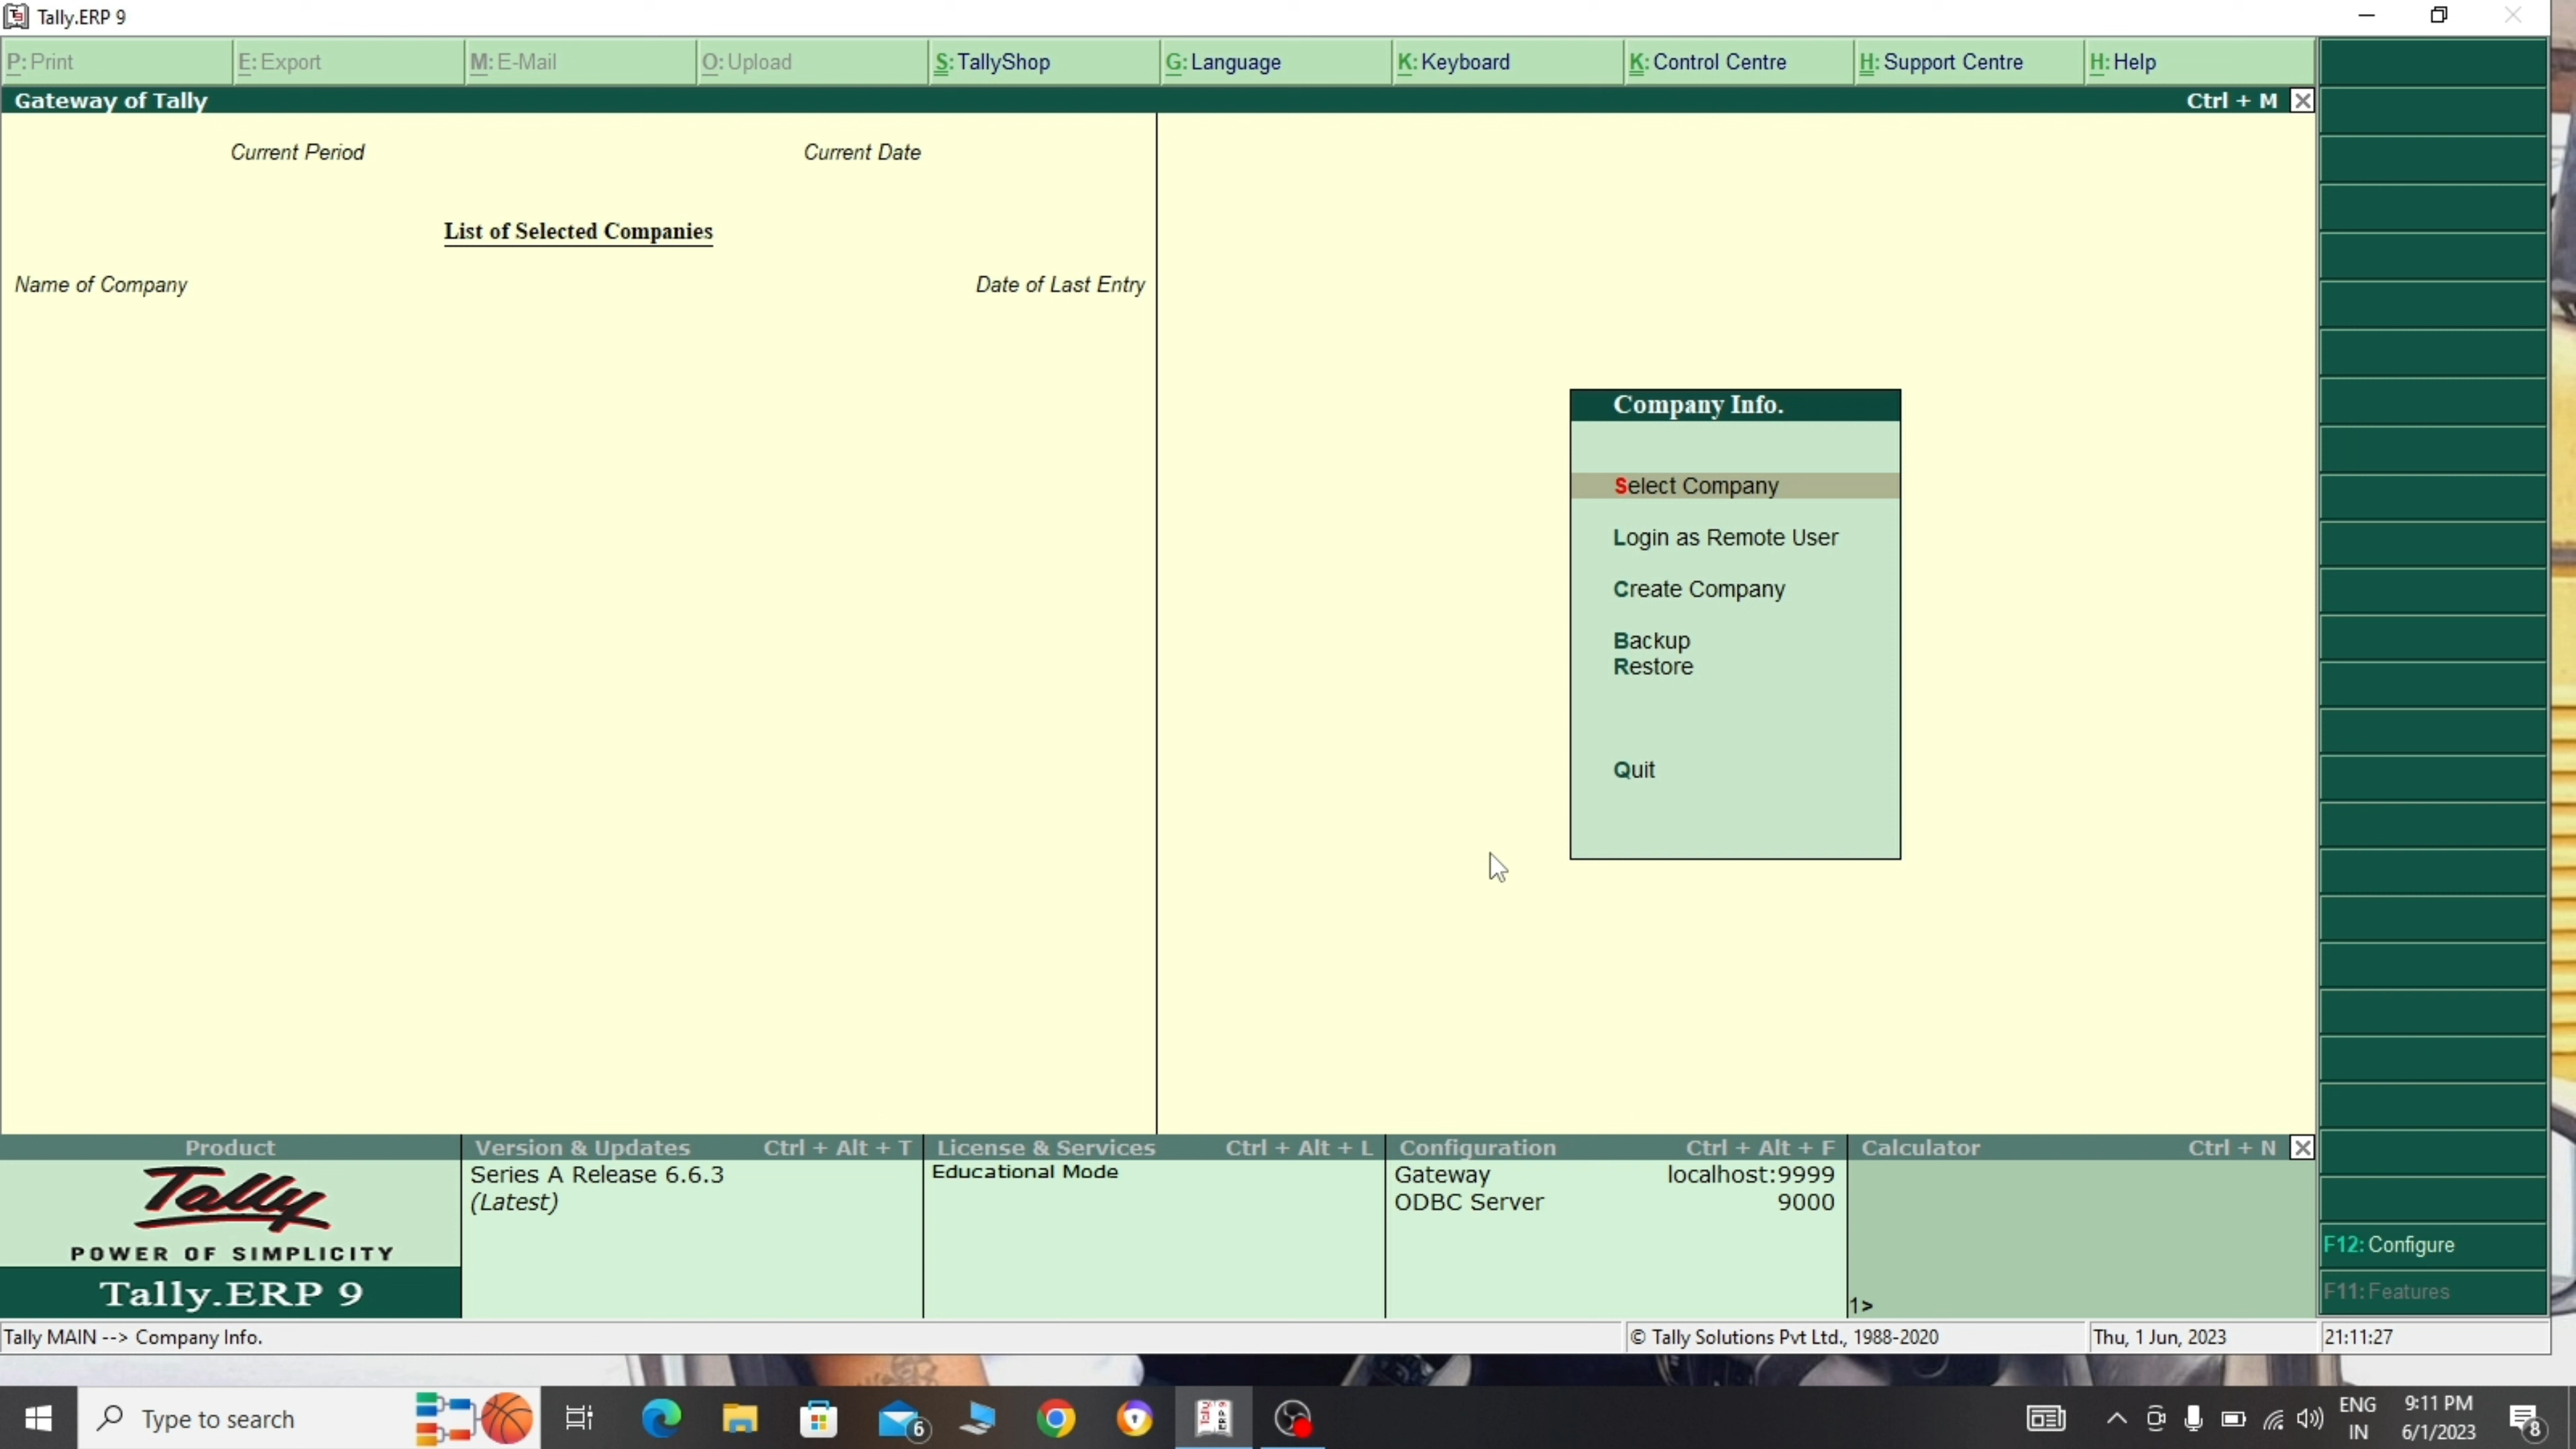 Tally.ERP 9
P: Print E: Export M: E-Mail O: Upload S: TallyShop G: Language K: Keyboard K: Control Centre H: Support Centre H: Help
Gateway of Tally Ctrl + M
Current Period Current Date
List of Selected Companies
Name of Company Date of Last Entry
Company Info.
Select Company
Login as Remote User
Create Company
Backup
Restore
Quit
Product Version & Updates Ctrl + Alt + T License & Services Ctrl + Alt + L Configuration Ctrl + Alt + F Calculator Ctrl + N
Tally
POWER OF SIMPLICITY
Tally.ERP 9
Series A Release 6.6.3
(Latest)
Educational Mode
Gateway localhost:9999
ODBC Server 9000
1>
F12: Configure
F11: Features
Tally MAIN --> Company Info. © Tally Solutions Pvt Ltd., 1988-2020 Thu, 1 Jun, 2023 21:11:27
Type to search
6
Tally ERP 9
ENG
IN
9:11 PM
6/1/2023
8